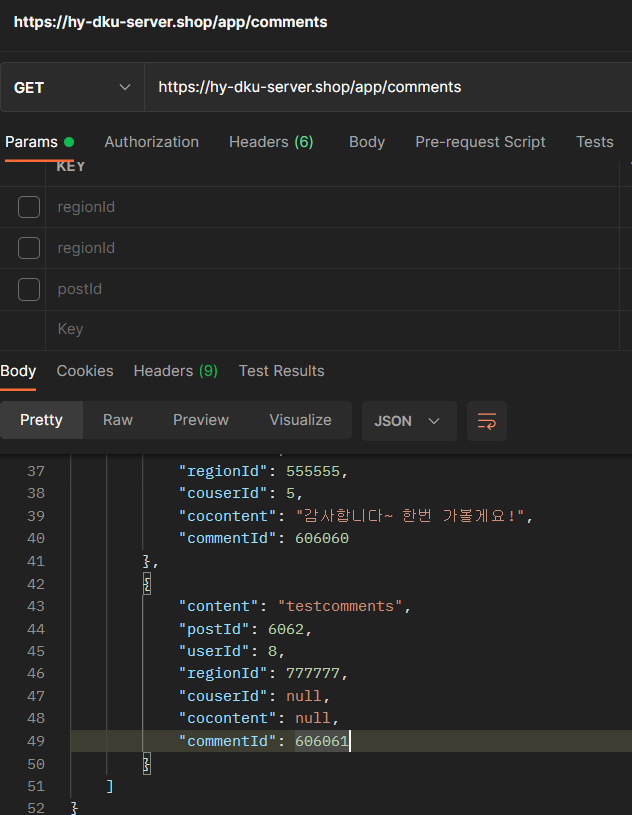 https://hy-dku-server.shop/app/comments
GET https://hy-dku-server.shop/app/comments
Params Authorization Headers (6) Body Pre-request Script Tests
KEY
regionId
regionId
postId
Key
Body Cookies Headers (9) Test Results
Pretty Raw Preview Visualize JSON
37 "regionId": 555555,
38 "couserId": 5,
39 "cocontent": "감사합니다~ 한번 가볼게요!",
40 "commentId": 606060
41 },
42 {
43 "content": "testcomments",
44 "postId": 6062,
45 "userId": 8,
46 "regionId": 777777,
47 "couserId": null,
48 "cocontent": null,
49 "commentId": 606061
50 }
51 ]
52 }